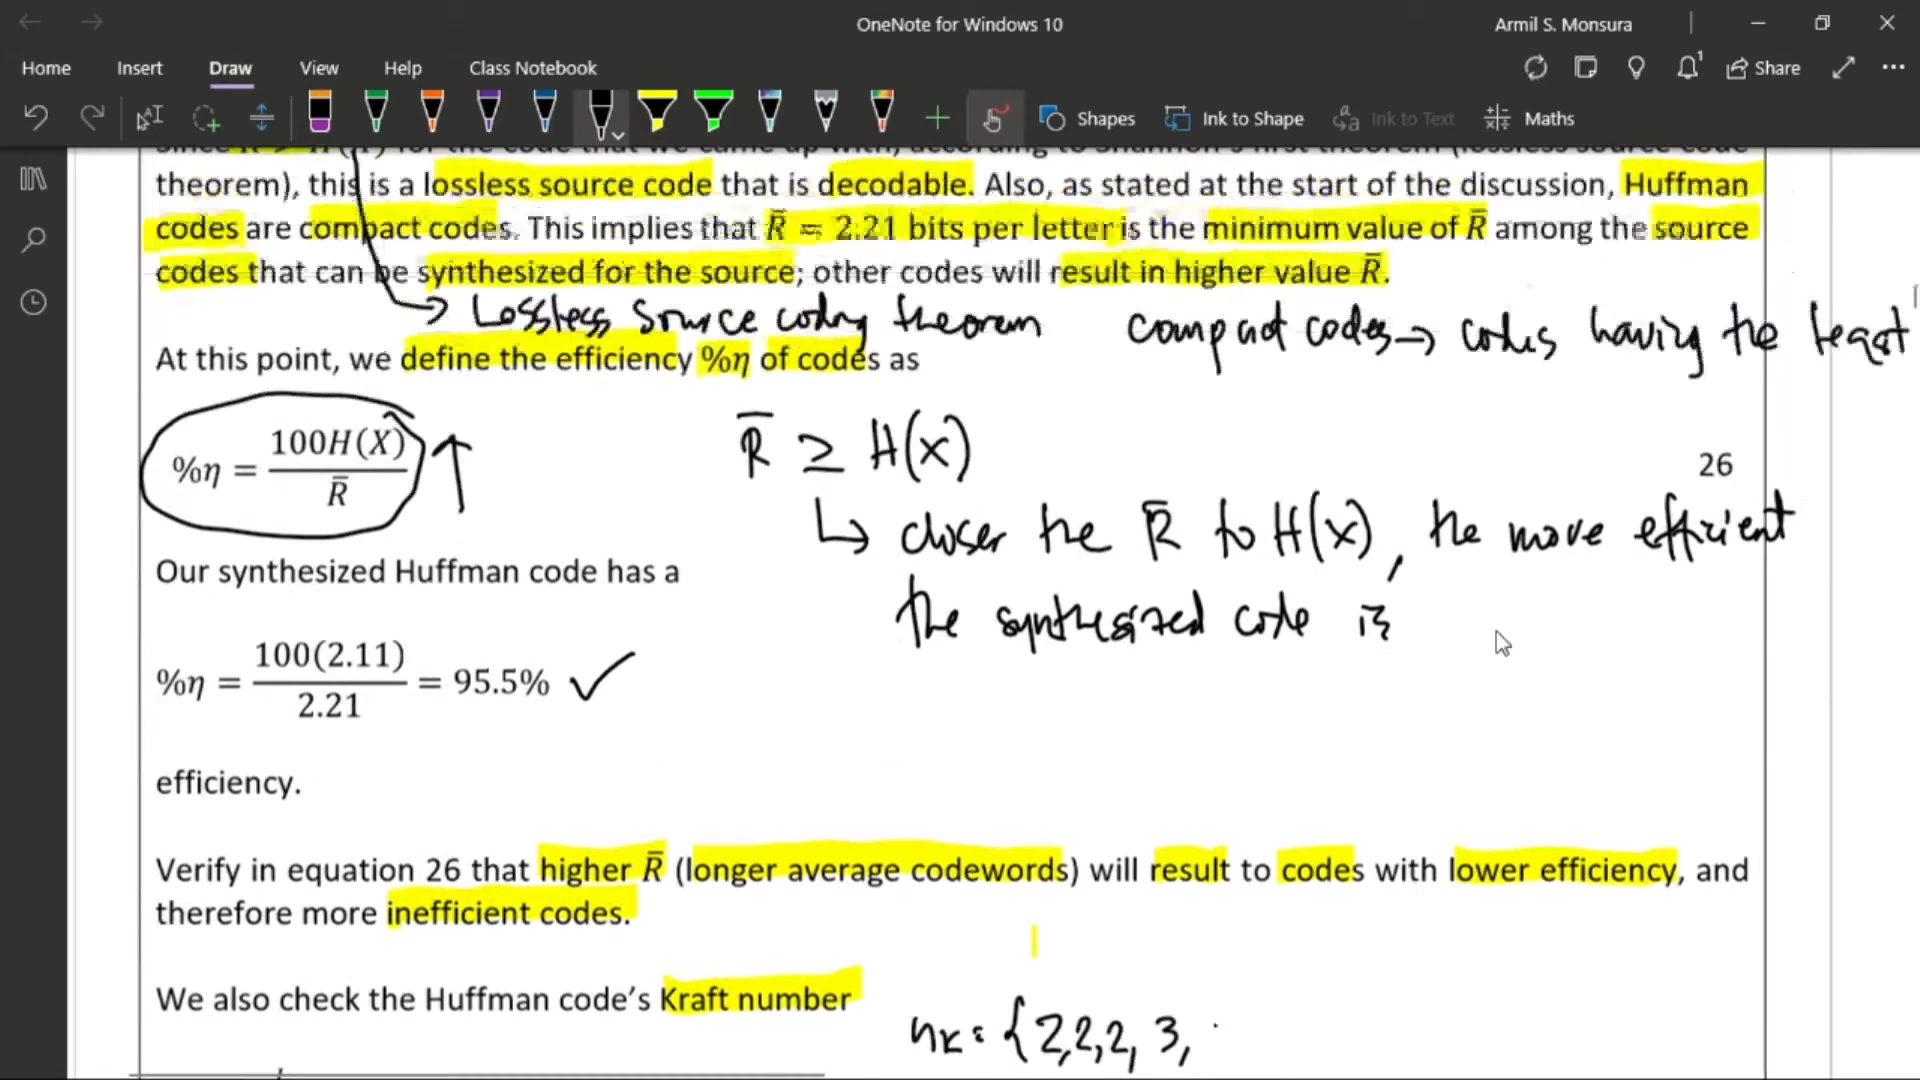 OneNote for Windows 10
Armil S. Monsura
Home Insert Draw View Help Class Notebook
1
Share
Shapes Ink to Shape Ink to Text Maths
theorem), this is a lossless source code that is decodable. Also, as stated at the start of the discussion, Huffman
codes are compact codes. This implies that R̄ = 2.21 bits per letter is the minimum value of R̄ among the source
codes that can be synthesized for the source; other codes will result in higher value R̄.
Lossless Source coding theorem compact codes → codes having the least
At this point, we define the efficiency %η of codes as
%η = 100H(X) / R̄
R̄ ≥ H(x)
26
↳ closer the R̄ to H(x), the more efficient
the synthesized code is
Our synthesized Huffman code has a
%η = 100(2.11) / 2.21 = 95.5% ✓
efficiency.
Verify in equation 26 that higher R̄ (longer average codewords) will result to codes with lower efficiency, and
therefore more inefficient codes.
We also check the Huffman code’s Kraft number
nk = {2,2,2, 3,